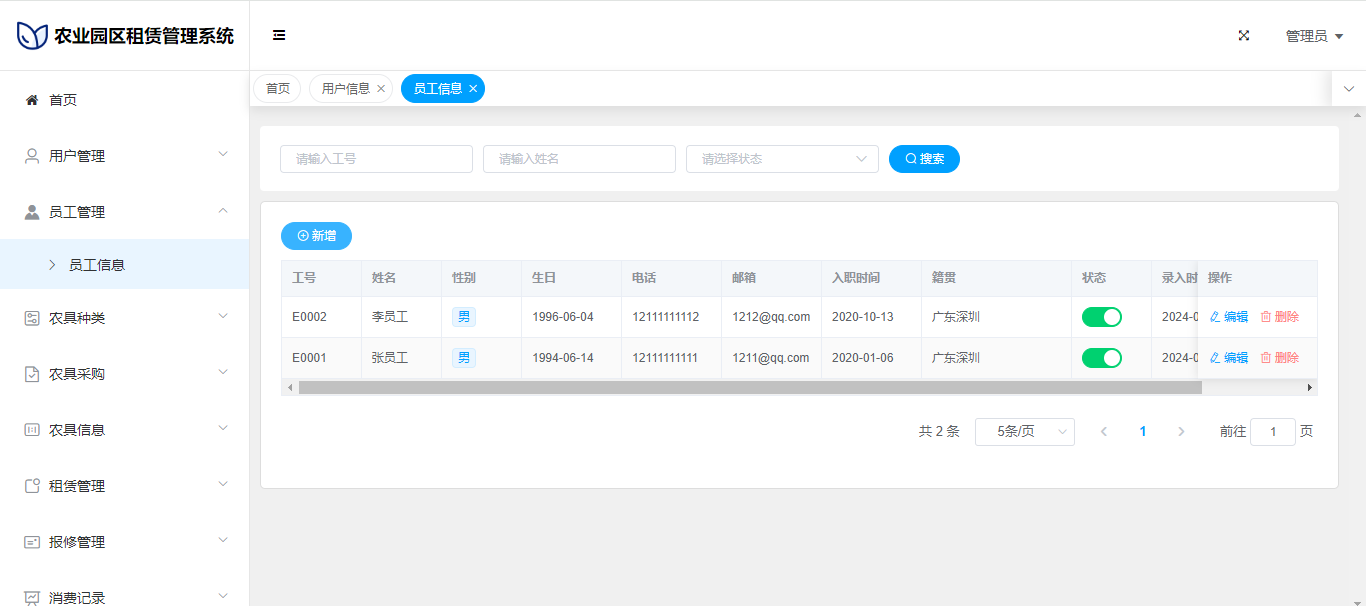 农业园区租赁管理系统
管理员
首页 用户信息 员工信息
首页
用户管理
员工管理
员工信息
农具种类
农具采购
农具信息
租赁管理
报修管理
消费记录
请输入工号 请输入姓名 请选择状态 搜索
新增
工号 姓名 性别 生日 电话 邮箱 入职时间 籍贯 状态 录入时 操作
E0002 李员工 男 1996-06-04 12111111112 1212@qq.com 2020-10-13 广东深圳 2024-0 编辑 删除
E0001 张员工 男 1994-06-14 12111111111 1211@qq.com 2020-01-06 广东深圳 2024-0 编辑 删除
共 2 条 5条/页 1 前往 1 页